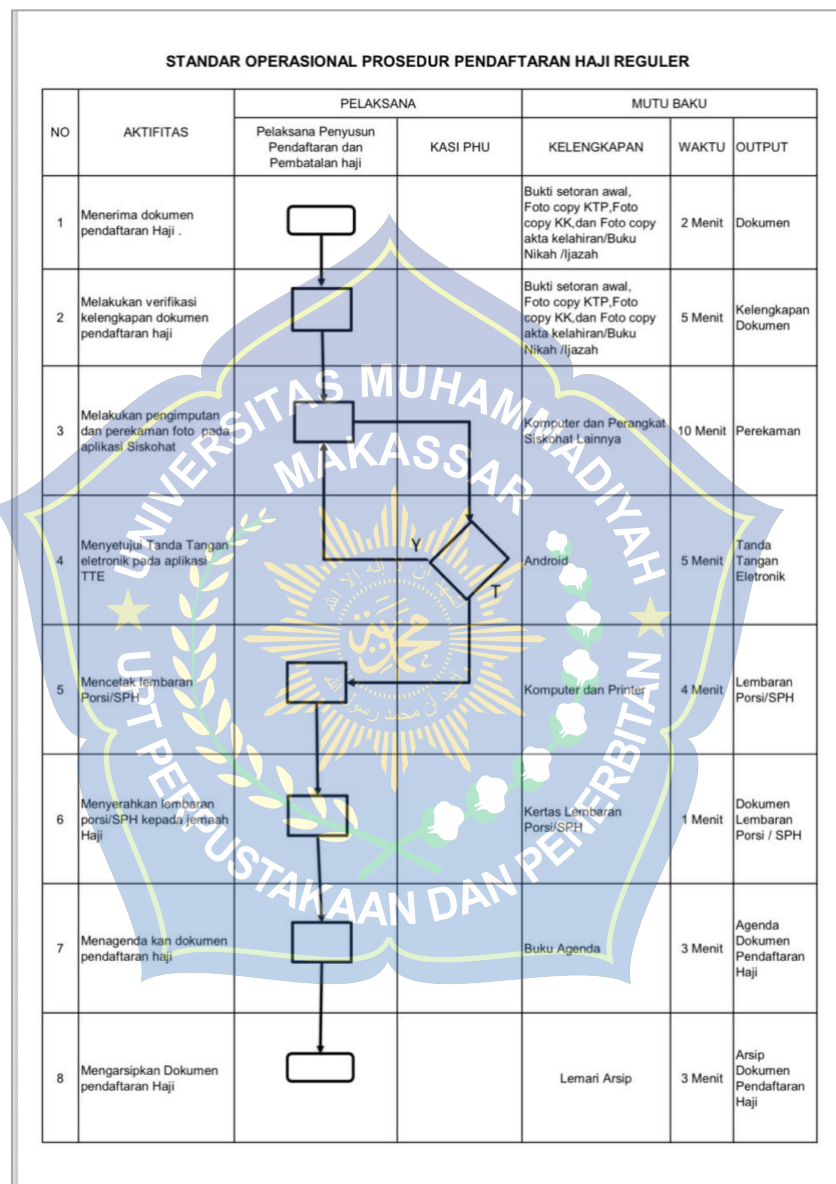 STANDAR OPERASIONAL PROSEDUR PENDAFTARAN HAJI REGULER
NO
AKTIFITAS
PELAKSANA
MUTU BAKU
Pelaksana Penyusun
Pendaftaran dan
Pembatalan haji
KASI PHU
KELENGKAPAN
WAKTU
OUTPUT
1
Menerima dokumen
pendaftaran Haji .
Bukti setoran awal,
Foto copy KTP,Foto
copy KK,dan Foto copy
akta kelahiran/Buku
Nikah /Ijazah
2 Menit
Dokumen
2
Melakukan verifikasi
kelengkapan dokumen
pendaftaran haji
Bukti setoran awal,
Foto copy KTP,Foto
copy KK,dan Foto copy
akta kelahiran/Buku
Nikah /Ijazah
5 Menit
Kelengkapan
Dokumen
3
Melakukan pengimputan
dan perekaman foto pada
aplikasi Siskohat
Komputer dan Perangkat
Siskohat Lainnya
10 Menit
Perekaman
4
Menyetujui Tanda Tangan
eletronik pada aplikasi
TTE
Y
T
Android
5 Menit
Tanda
Tangan
Eletronik
5
Mencetak lembaran
Porsi/SPH
Komputer dan Printer
4 Menit
Lembaran
Porsi/SPH
6
Menyerahkan lembaran
porsi/SPH kepada jemaah
Haji
Kertas Lembaran
Porsi/SPH
1 Menit
Dokumen
Lembaran
Porsi / SPH
7
Menagenda kan dokumen
pendaftaran haji
Buku Agenda
3 Menit
Agenda
Dokumen
Pendaftaran
Haji
8
Mengarsipkan Dokumen
pendaftaran Haji
Lemari Arsip
3 Menit
Arsip
Dokumen
Pendaftaran
Haji
UNIVERSITAS MUHAMMADIYAH
MAKASSAR
UPT PERPUSTAKAAN DAN PENERBITAN